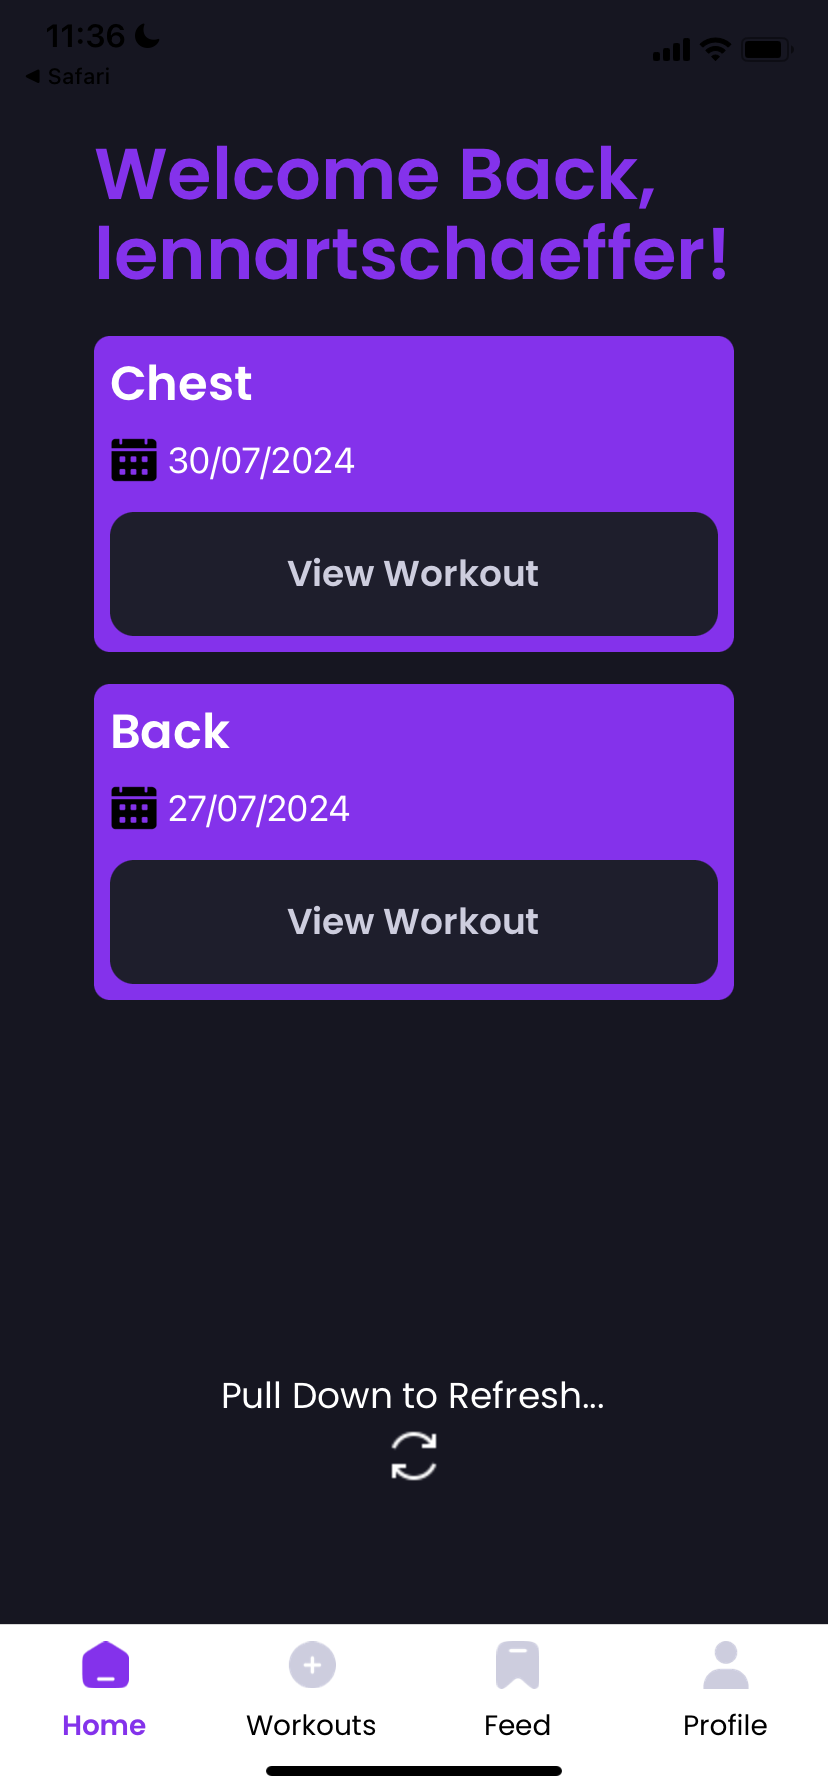 11:36
◀ Safari
Welcome Back,
lennartschaeffer!
Chest
30/07/2024
View Workout
Back
27/07/2024
View Workout
Pull Down to Refresh...
Home Workouts Feed Profile